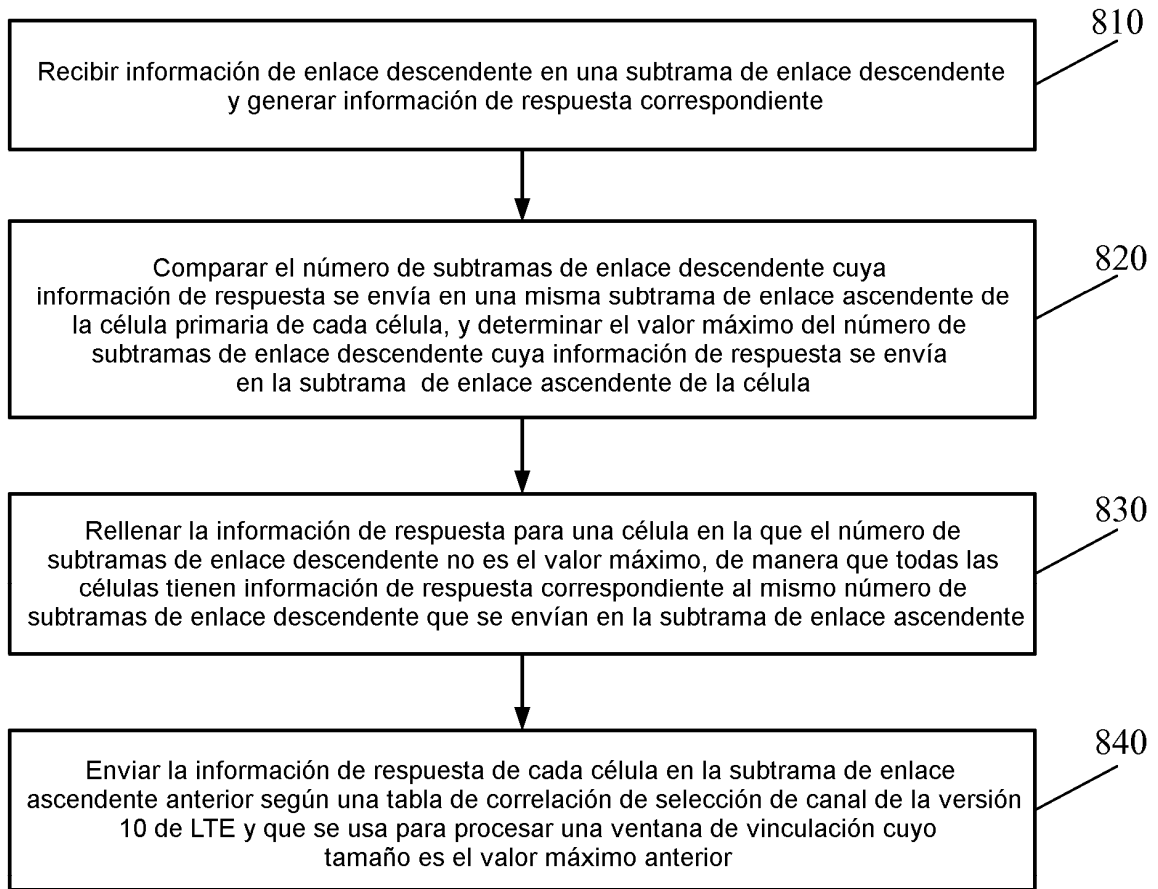 810
Recibir información de enlace descendente en una subtrama de enlace descendente
y generar información de respuesta correspondiente
820
Comparar el número de subtramas de enlace descendente cuya
información de respuesta se envía en una misma subtrama de enlace ascendente de
la célula primaria de cada célula, y determinar el valor máximo del número de
subtramas de enlace descendente cuya información de respuesta se envía
en la subtrama de enlace ascendente de la célula
830
Rellenar la información de respuesta para una célula en la que el número de
subtramas de enlace descendente no es el valor máximo, de manera que todas las
células tienen información de respuesta correspondiente al mismo número de
subtramas de enlace descendente que se envían en la subtrama de enlace ascendente
840
Enviar la información de respuesta de cada célula en la subtrama de enlace
ascendente anterior según una tabla de correlación de selección de canal de la versión
10 de LTE y que se usa para procesar una ventana de vinculación cuyo
tamaño es el valor máximo anterior